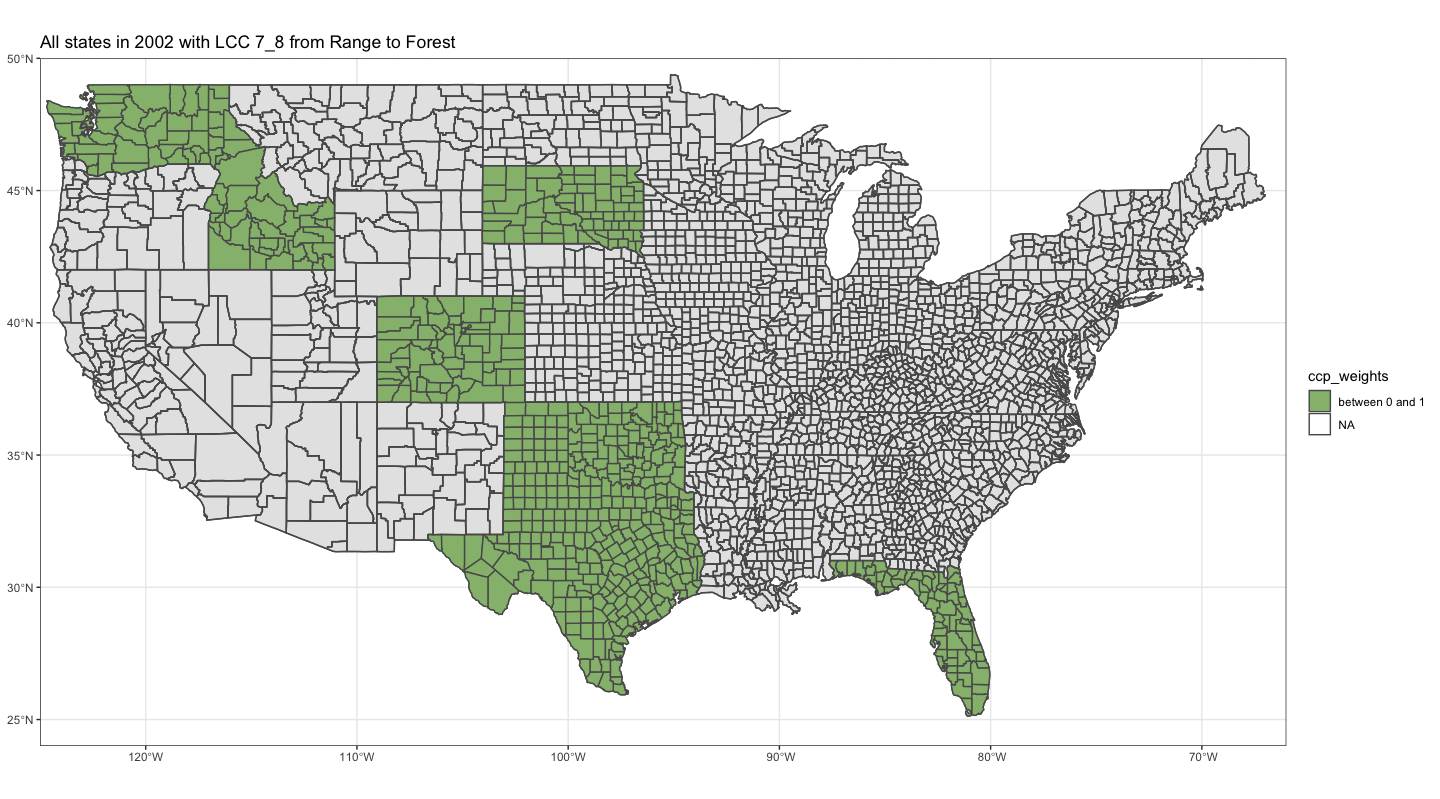 All states in 2002 with LCC 7_8 from Range to Forest
50°N
45°N
40°N
35°N
30°N
25°N
120°W
110°W
100°W
90°W
80°W
70°W
ccp_weights
between 0 and 1
NA